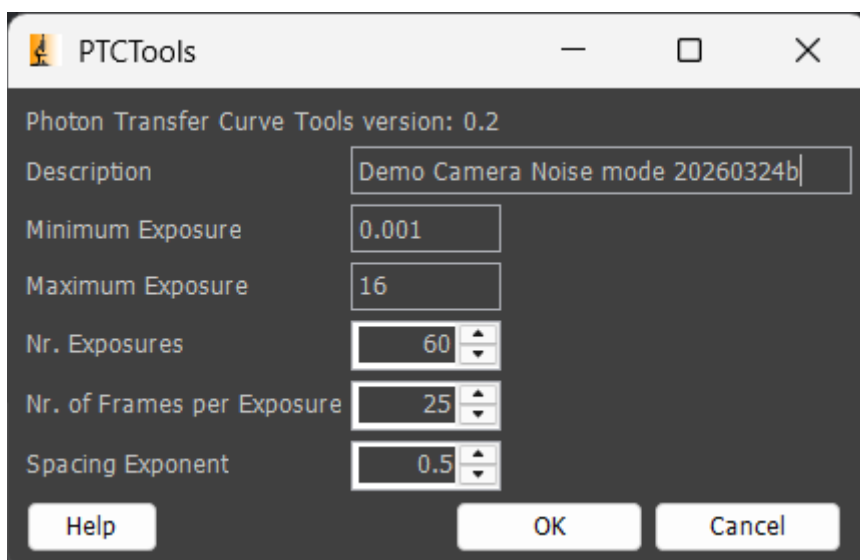 PTCTools
Photon Transfer Curve Tools version: 0.2
Description Demo Camera Noise mode 20260324b
Minimum Exposure 0.001
Maximum Exposure 16
Nr. Exposures 60
Nr. of Frames per Exposure 25
Spacing Exponent 0.5
Help OK Cancel